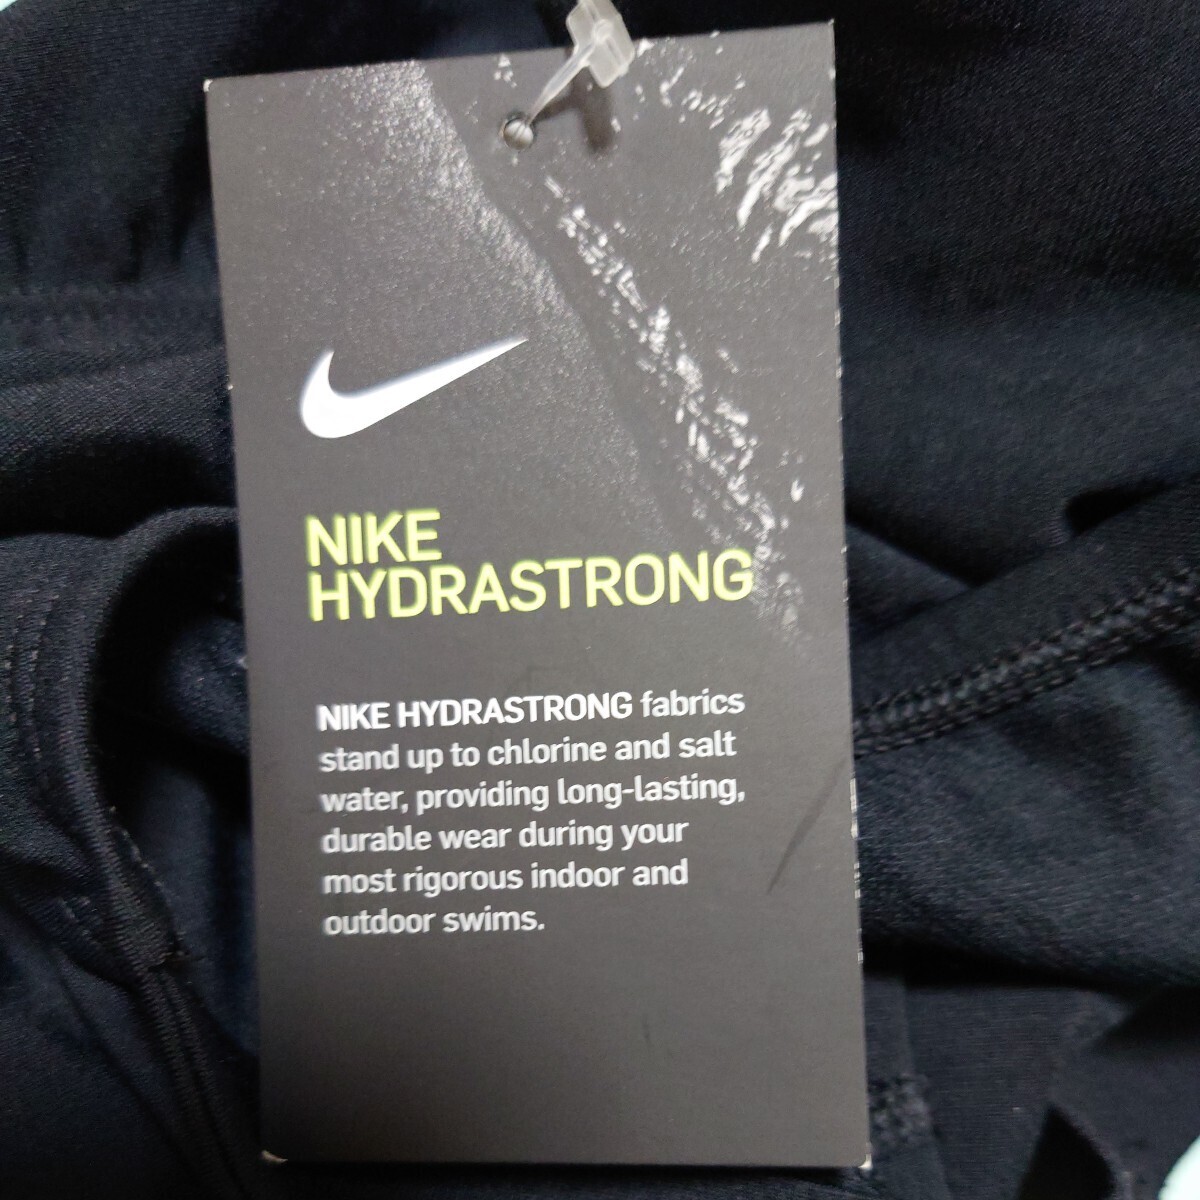 NIKE
HYDRASTRONG
NIKE HYDRASTRONG fabrics
stand up to chlorine and salt
water, providing long-lasting,
durable wear during your
most rigorous indoor and
outdoor swims.